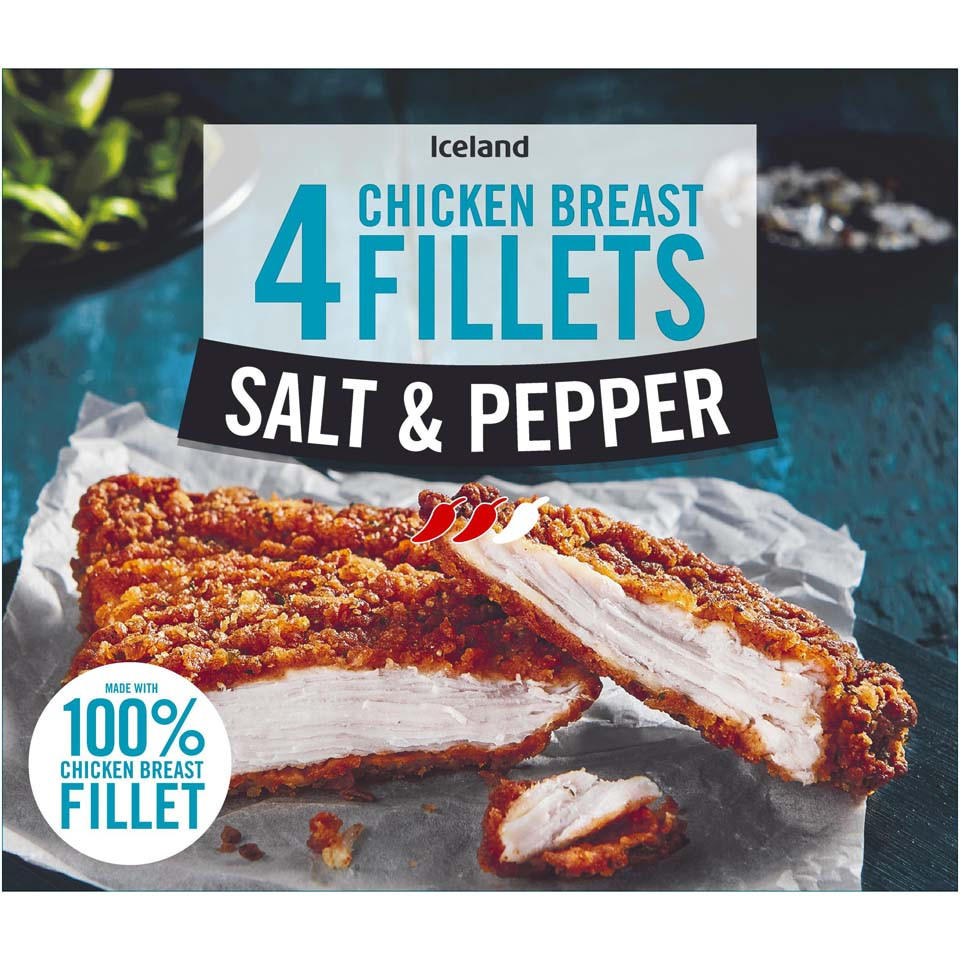 Iceland
4 CHICKEN BREAST
FILLETS
SALT & PEPPER
MADE WITH
100%
CHICKEN BREAST
FILLET